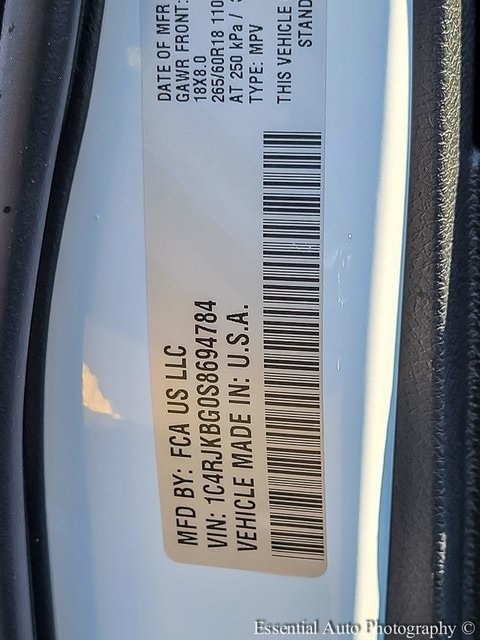 MFD BY: FCA US LLC
VIN: 1C4RJKBG0S8694784
VEHICLE MADE IN: U.S.A.
DATE OF MFR
GAWR FRONT:
18X8.0
265/60R18 110
AT 250 kPa /
TYPE: MPV
THIS VEHICLE
STAND
Essential Auto Photography ©